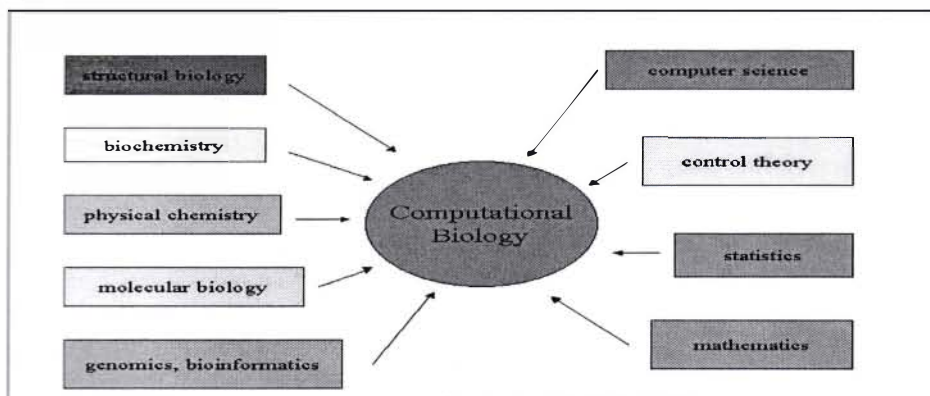 structural biology
biochemistry
physical chemistry
molecular biology
genomics, bioinformatics
Computational
Biology
computer science
control theory
statistics
mathematics